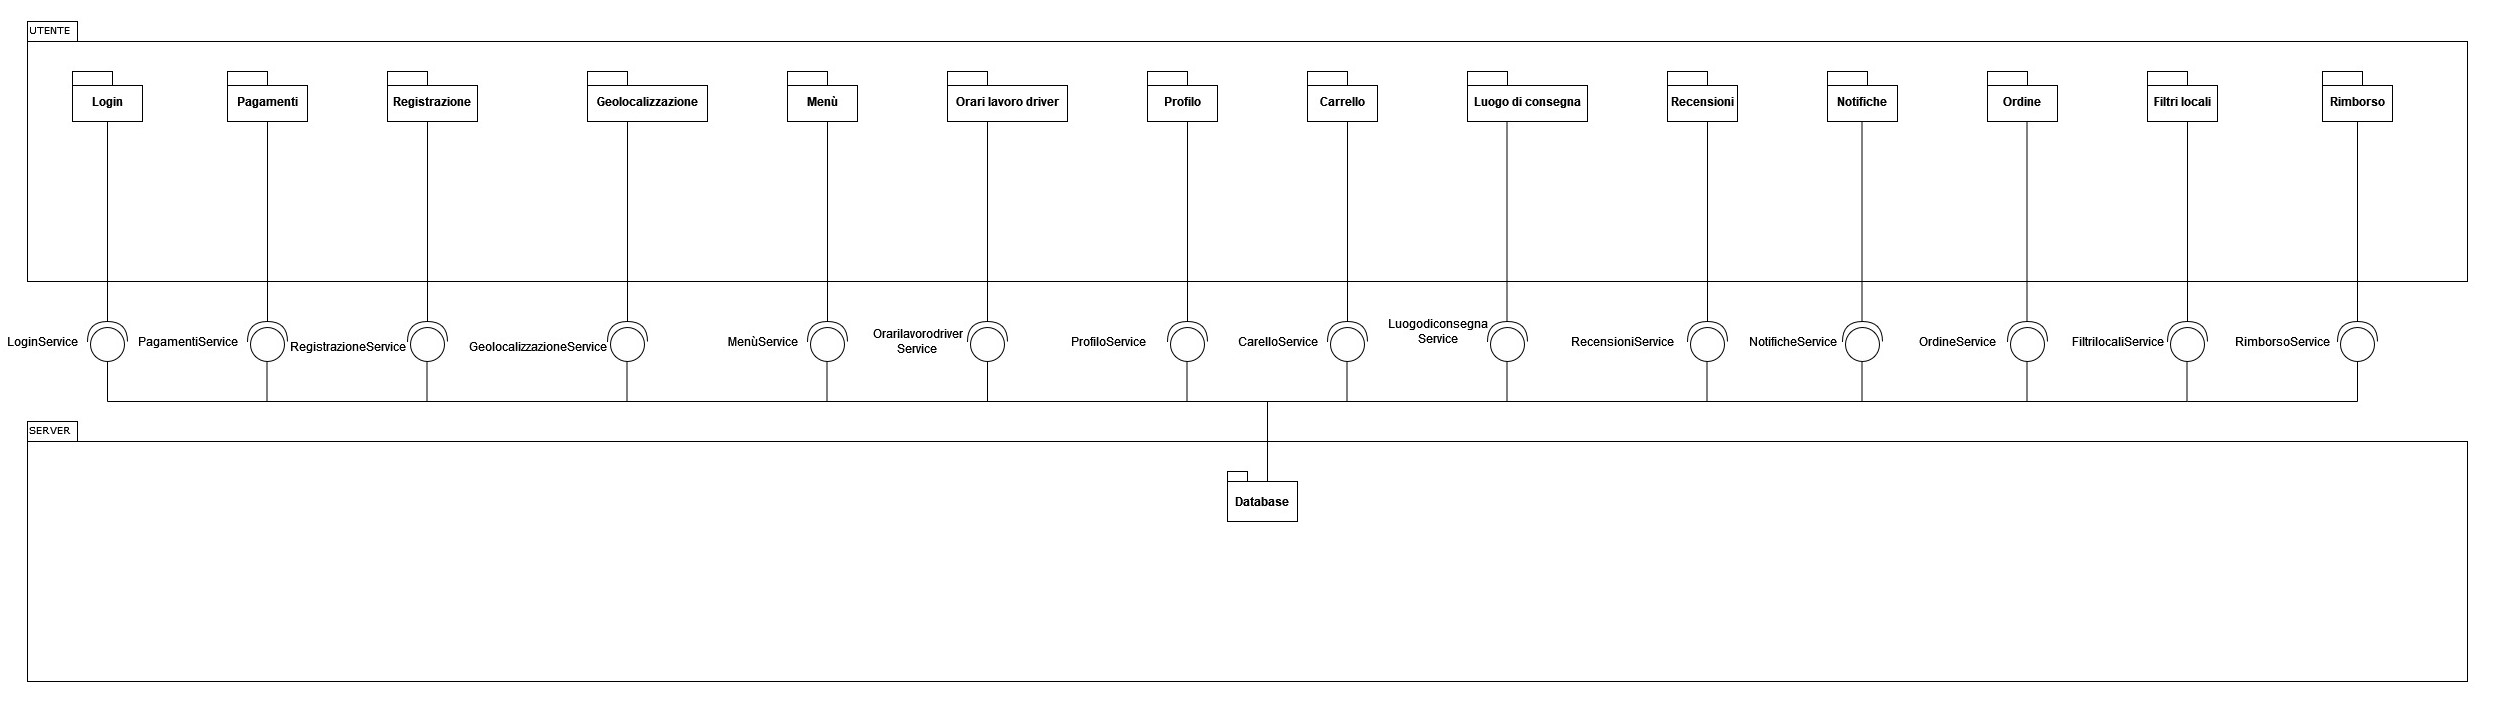 UTENTE
Login
Pagamenti
Registrazione
Geolocalizzazione
Menù
Orari lavoro driver
Profilo
Carrello
Luogo di consegna
Recensioni
Notifiche
Ordine
Filtri locali
Rimborso
LoginService
PagamentiService
RegistrazioneService
GeolocalizzazioneService
MenùService
Orarilavorodriver
Service
ProfiloService
CarelloService
Luogodiconsegna
Service
RecensioniService
NotificheService
OrdineService
FiltrilocaliService
RimborsoService
SERVER
Database